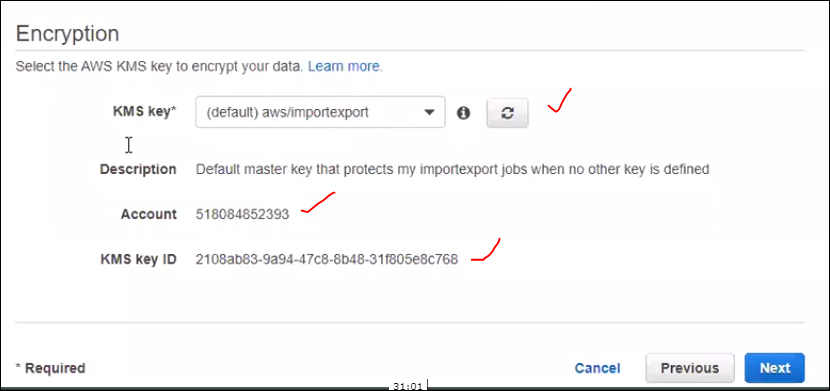 Encryption
Select the AWS KMS key to encrypt your data. Learn more.
KMS key* (default) aws/importexport
Description Default master key that protects my importexport jobs when no other key is defined
Account 518084852393
KMS key ID 2108ab83-9a94-47c8-8b48-31f805e8c768
* Required Cancel Previous Next
31:01